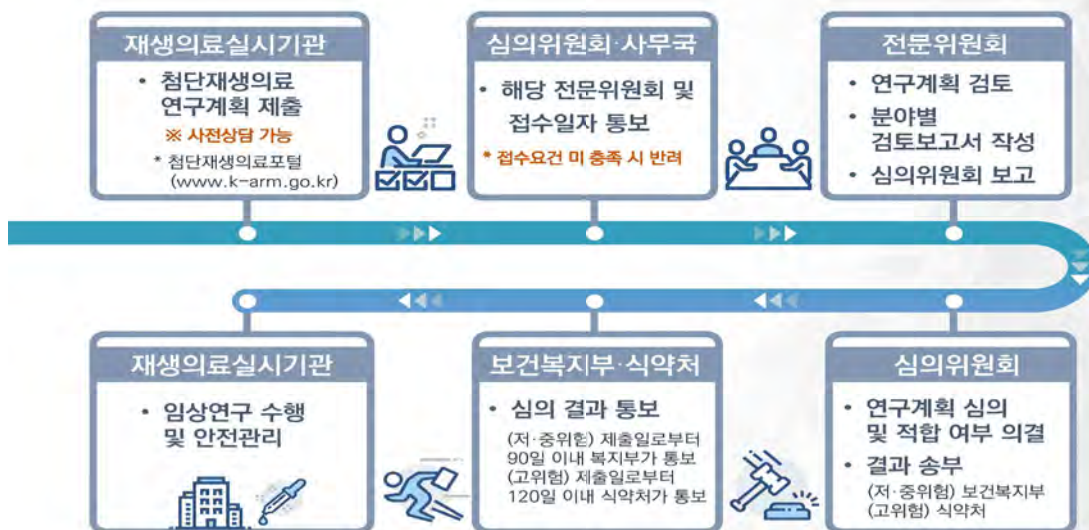 재생의료실시기관
• 첨단재생의료
연구계획 제출
※ 사전상담 가능
* 첨단재생의료포털
(www.k-arm.go.kr)
심의위원회·사무국
• 해당 전문위원회 및
접수일자 통보
* 접수요건 미 충족 시 반려
전문위원회
• 연구계획 검토
• 분야별
검토보고서 작성
• 심의위원회 보고
심의위원회
• 연구계획 심의
및 적합 여부 의결
• 결과 송부
(저·중위험) 보건복지부
(고위험) 식약처
보건복지부·식약처
• 심의 결과 통보
(저·중위험) 제출일로부터
90일 이내 복지부가 통보
(고위험) 제출일로부터
120일 이내 식약처가 통보
재생의료실시기관
• 임상연구 수행
및 안전관리